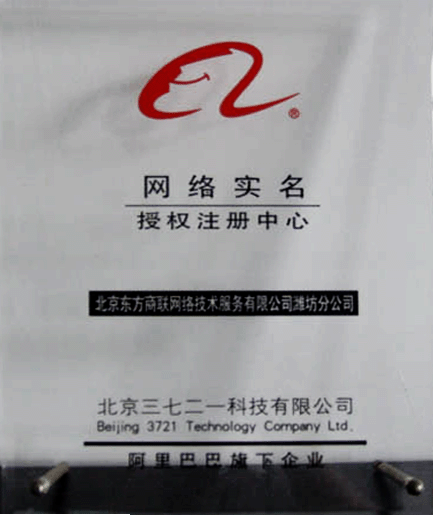 ®
网络实名
授权注册中心
北京东方商联网络技术服务有限公司潍坊分公司
北京三七二一科技有限公司
Beijing 3721 Technology Company Ltd.
阿里巴巴旗下企业